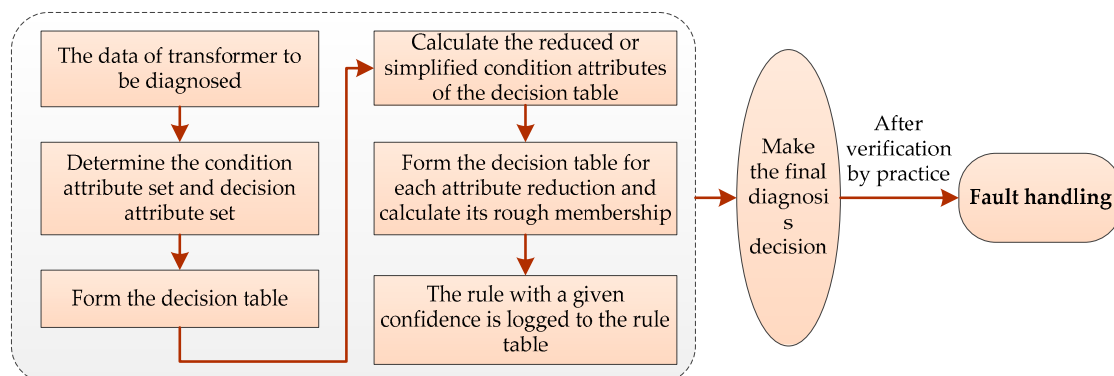 The data of transformer to
be diagnosed
Determine the condition
attribute set and decision
attribute set
Form the decision table
Calculate the reduced or
simplified condition attributes
of the decision table
Form the decision table for
each attribute reduction and
calculate its rough membership
The rule with a given
confidence is logged to the rule
table
Make
the final
diagnosi
s
decision
After
verification
by practice
Fault handling